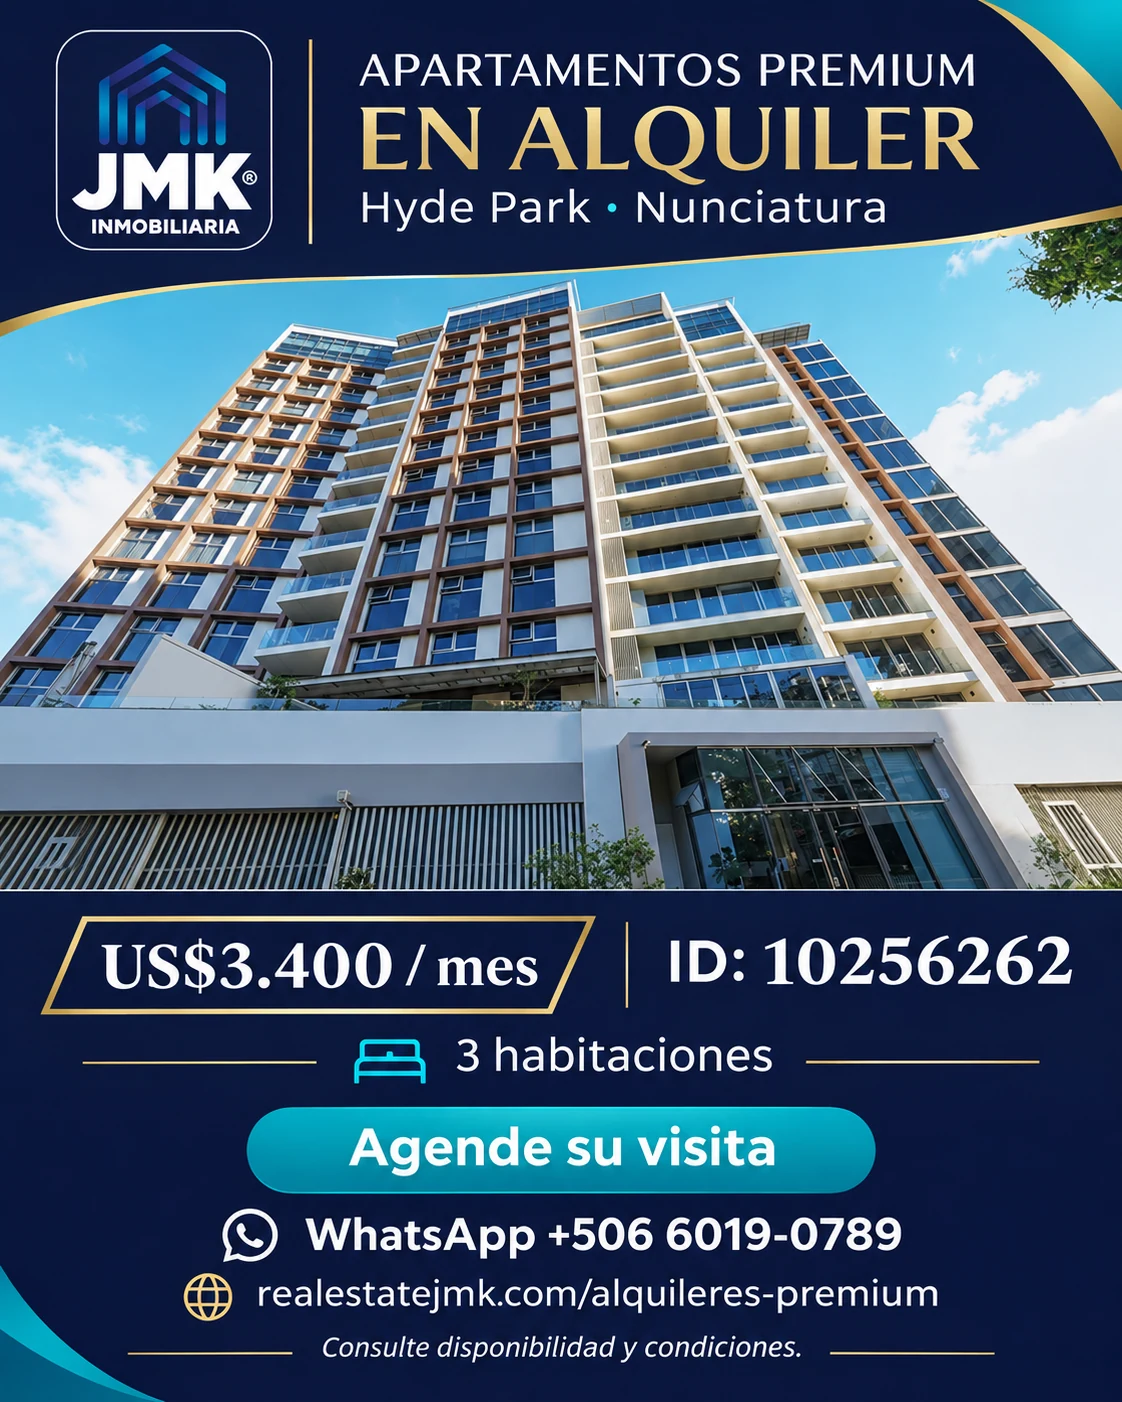 JMK®
INMOBILIARIA
APARTAMENTOS PREMIUM
EN ALQUILER
Hyde Park • Nunciatura
US$3.400 / mes
ID: 10256262
3 habitaciones
Agende su visita
WhatsApp +506 6019-0789
realestatejmk.com/alquileres-premium
Consulte disponibilidad y condiciones.